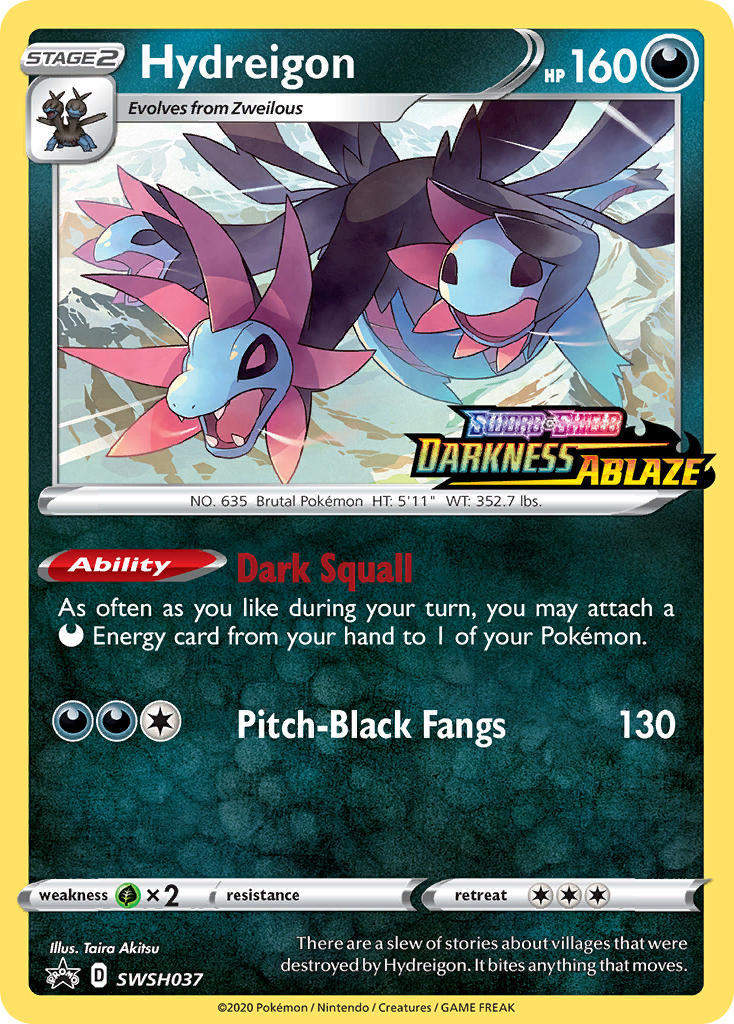 STAGE 2
Hydreigon
HP 160
Evolves from Zweilous
SWORD & SHIELD
DARKNESS ABLAZE
NO. 635 Brutal Pokémon HT: 5'11" WT: 352.7 lbs.
Ability Dark Squall
As often as you like during your turn, you may attach a
Energy card from your hand to 1 of your Pokémon.
Pitch-Black Fangs 130
weakness ×2 resistance retreat
Illus. Taira Akitsu
There are a slew of stories about villages that were
destroyed by Hydreigon. It bites anything that moves.
PROMO D SWSH037
©2020 Pokémon / Nintendo / Creatures / GAME FREAK